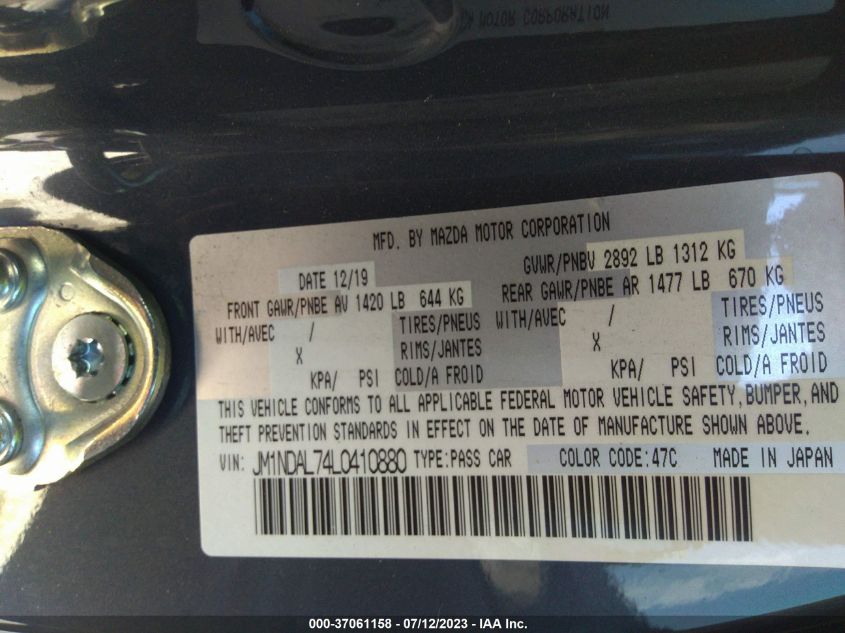 MOTOR CORPORATION
MFD. BY MAZDA MOTOR CORPORATION
DATE 12/19
GVWR/PNBV 2892 LB 1312 KG
FRONT GAWR/PNBE AV 1420 LB 644 KG
REAR GAWR/PNBE AR 1477 LB 670 KG
WITH/AVEC / TIRES/PNEUS WITH/AVEC / TIRES/PNEUS
X RIMS/JANTES X RIMS/JANTES
KPA/ PSI COLD/A FROID KPA/ PSI COLD/A FROID
THIS VEHICLE CONFORMS TO ALL APPLICABLE FEDERAL MOTOR VEHICLE SAFETY, BUMPER, AND
THEFT PREVENTION STANDARDS IN EFFECT ON THE DATE OF MANUFACTURE SHOWN ABOVE.
VIN: JM1NDAL74L0410880 TYPE:PASS CAR COLOR CODE:47C MADE IN JAPAN
000-37061158 - 07/12/2023 - IAA Inc.